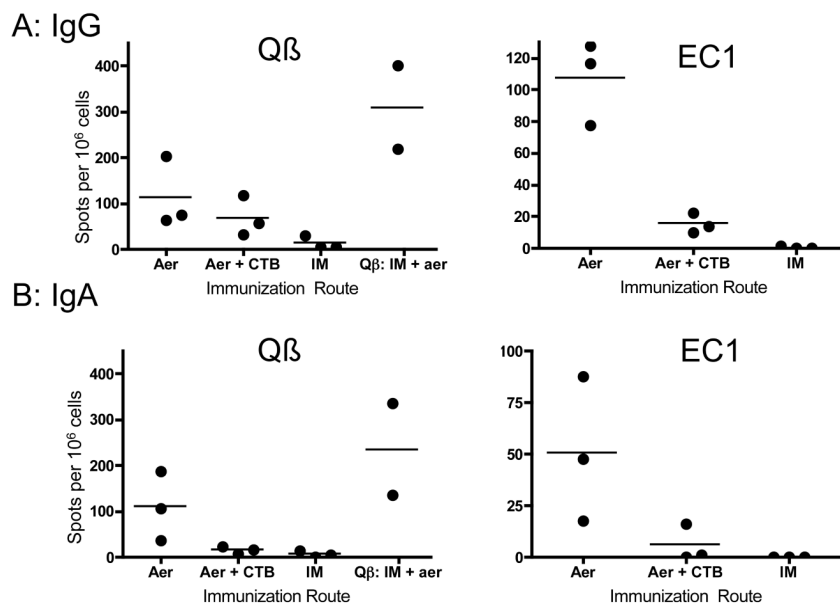 A: IgG
Qß
EC1
Spots per 10⁶ cells
400
300
200
100
0
Aer
Aer + CTB
IM
Qβ: IM + aer
Immunization Route
120
100
80
60
40
20
0
Aer
Aer + CTB
IM
Immunization Route
B: IgA
Qß
EC1
Spots per 10⁶ cells
400
300
200
100
0
Aer
Aer + CTB
IM
Qβ: IM + aer
Immunization Route
100
75
50
25
0
Aer
Aer + CTB
IM
Immunization Route